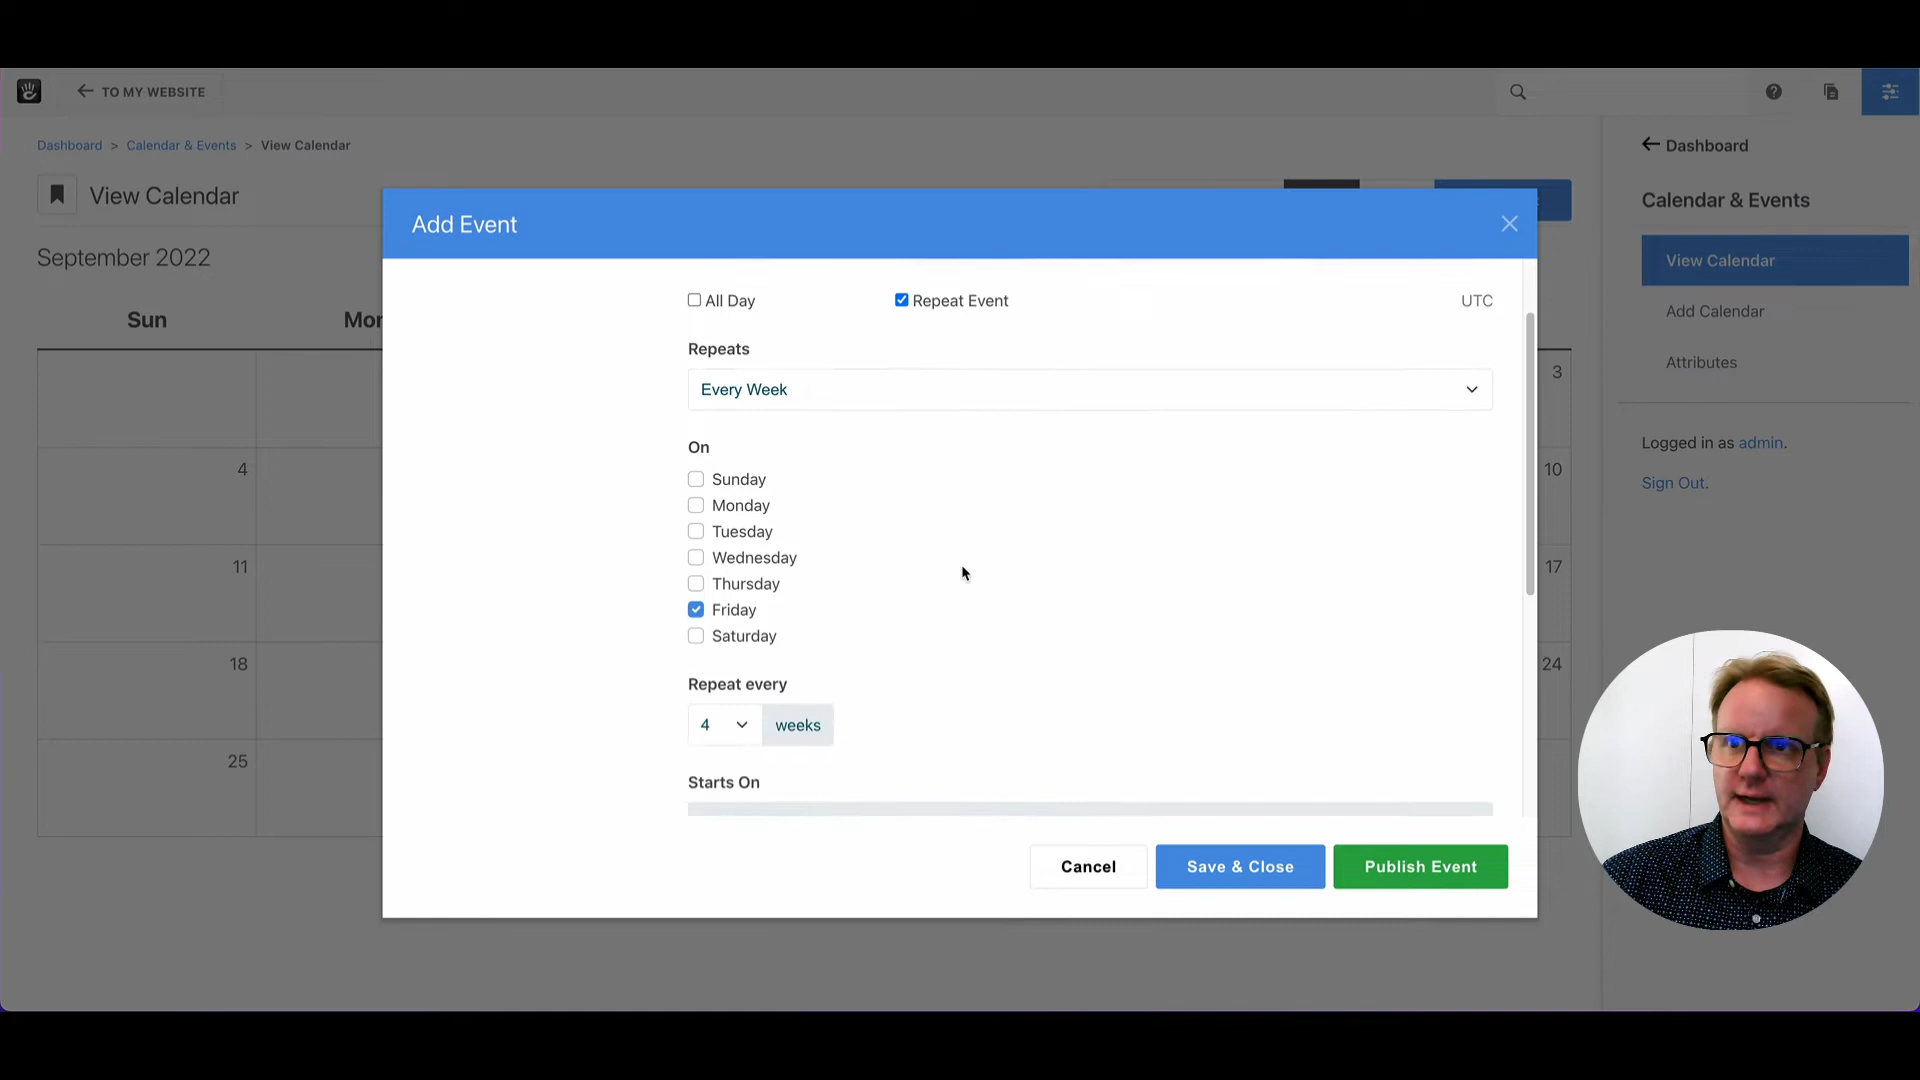 TO MY WEBSITE
Dashboard > Calendar & Events > View Calendar
View Calendar
September 2022
Sun
Mon
3
4
10
11
17
18
24
25
Add Event
All Day
Repeat Event
UTC
Repeats
Every Week
On
Sunday
Monday
Tuesday
Wednesday
Thursday
Friday
Saturday
Repeat every
4
weeks
Starts On
Cancel
Save & Close
Publish Event
Dashboard
Calendar & Events
View Calendar
Add Calendar
Attributes
Logged in as admin.
Sign Out.